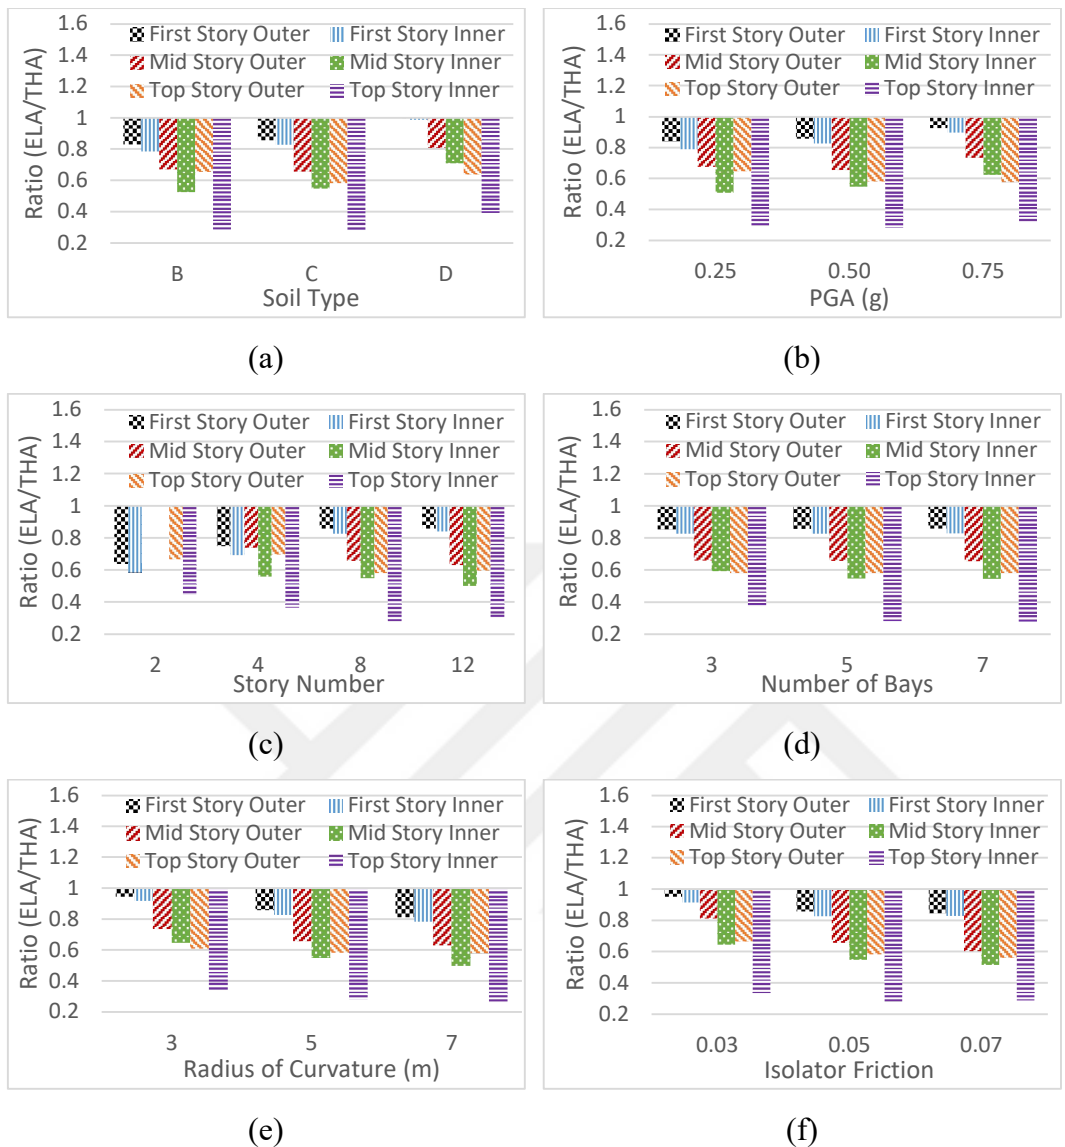 1.6
1.4
1.2
1
0.8
0.6
0.4
0.2
Ratio (ELA/THA)
First Story Outer First Story Inner
Mid Story Outer Mid Story Inner
Top Story Outer Top Story Inner
B C D
Soil Type
(a)
1.6
1.4
1.2
1
0.8
0.6
0.4
0.2
Ratio (ELA/THA)
First Story Outer First Story Inner
Mid Story Outer Mid Story Inner
Top Story Outer Top Story Inner
0.25 0.50 0.75
PGA (g)
(b)
1.6
1.4
1.2
1
0.8
0.6
0.4
0.2
Ratio (ELA/THA)
First Story Outer First Story Inner
Mid Story Outer Mid Story Inner
Top Story Outer Top Story Inner
2 4 8 12
Story Number
(c)
1.6
1.4
1.2
1
0.8
0.6
0.4
0.2
Ratio (ELA/THA)
First Story Outer First Story Inner
Mid Story Outer Mid Story Inner
Top Story Outer Top Story Inner
3 5 7
Number of Bays
(d)
1.6
1.4
1.2
1
0.8
0.6
0.4
0.2
Ratio (ELA/THA)
First Story Outer First Story Inner
Mid Story Outer Mid Story Inner
Top Story Outer Top Story Inner
3 5 7
Radius of Curvature (m)
(e)
1.6
1.4
1.2
1
0.8
0.6
0.4
0.2
Ratio (ELA/THA)
First Story Outer First Story Inner
Mid Story Outer Mid Story Inner
Top Story Outer Top Story Inner
0.03 0.05 0.07
Isolator Friction
(f)